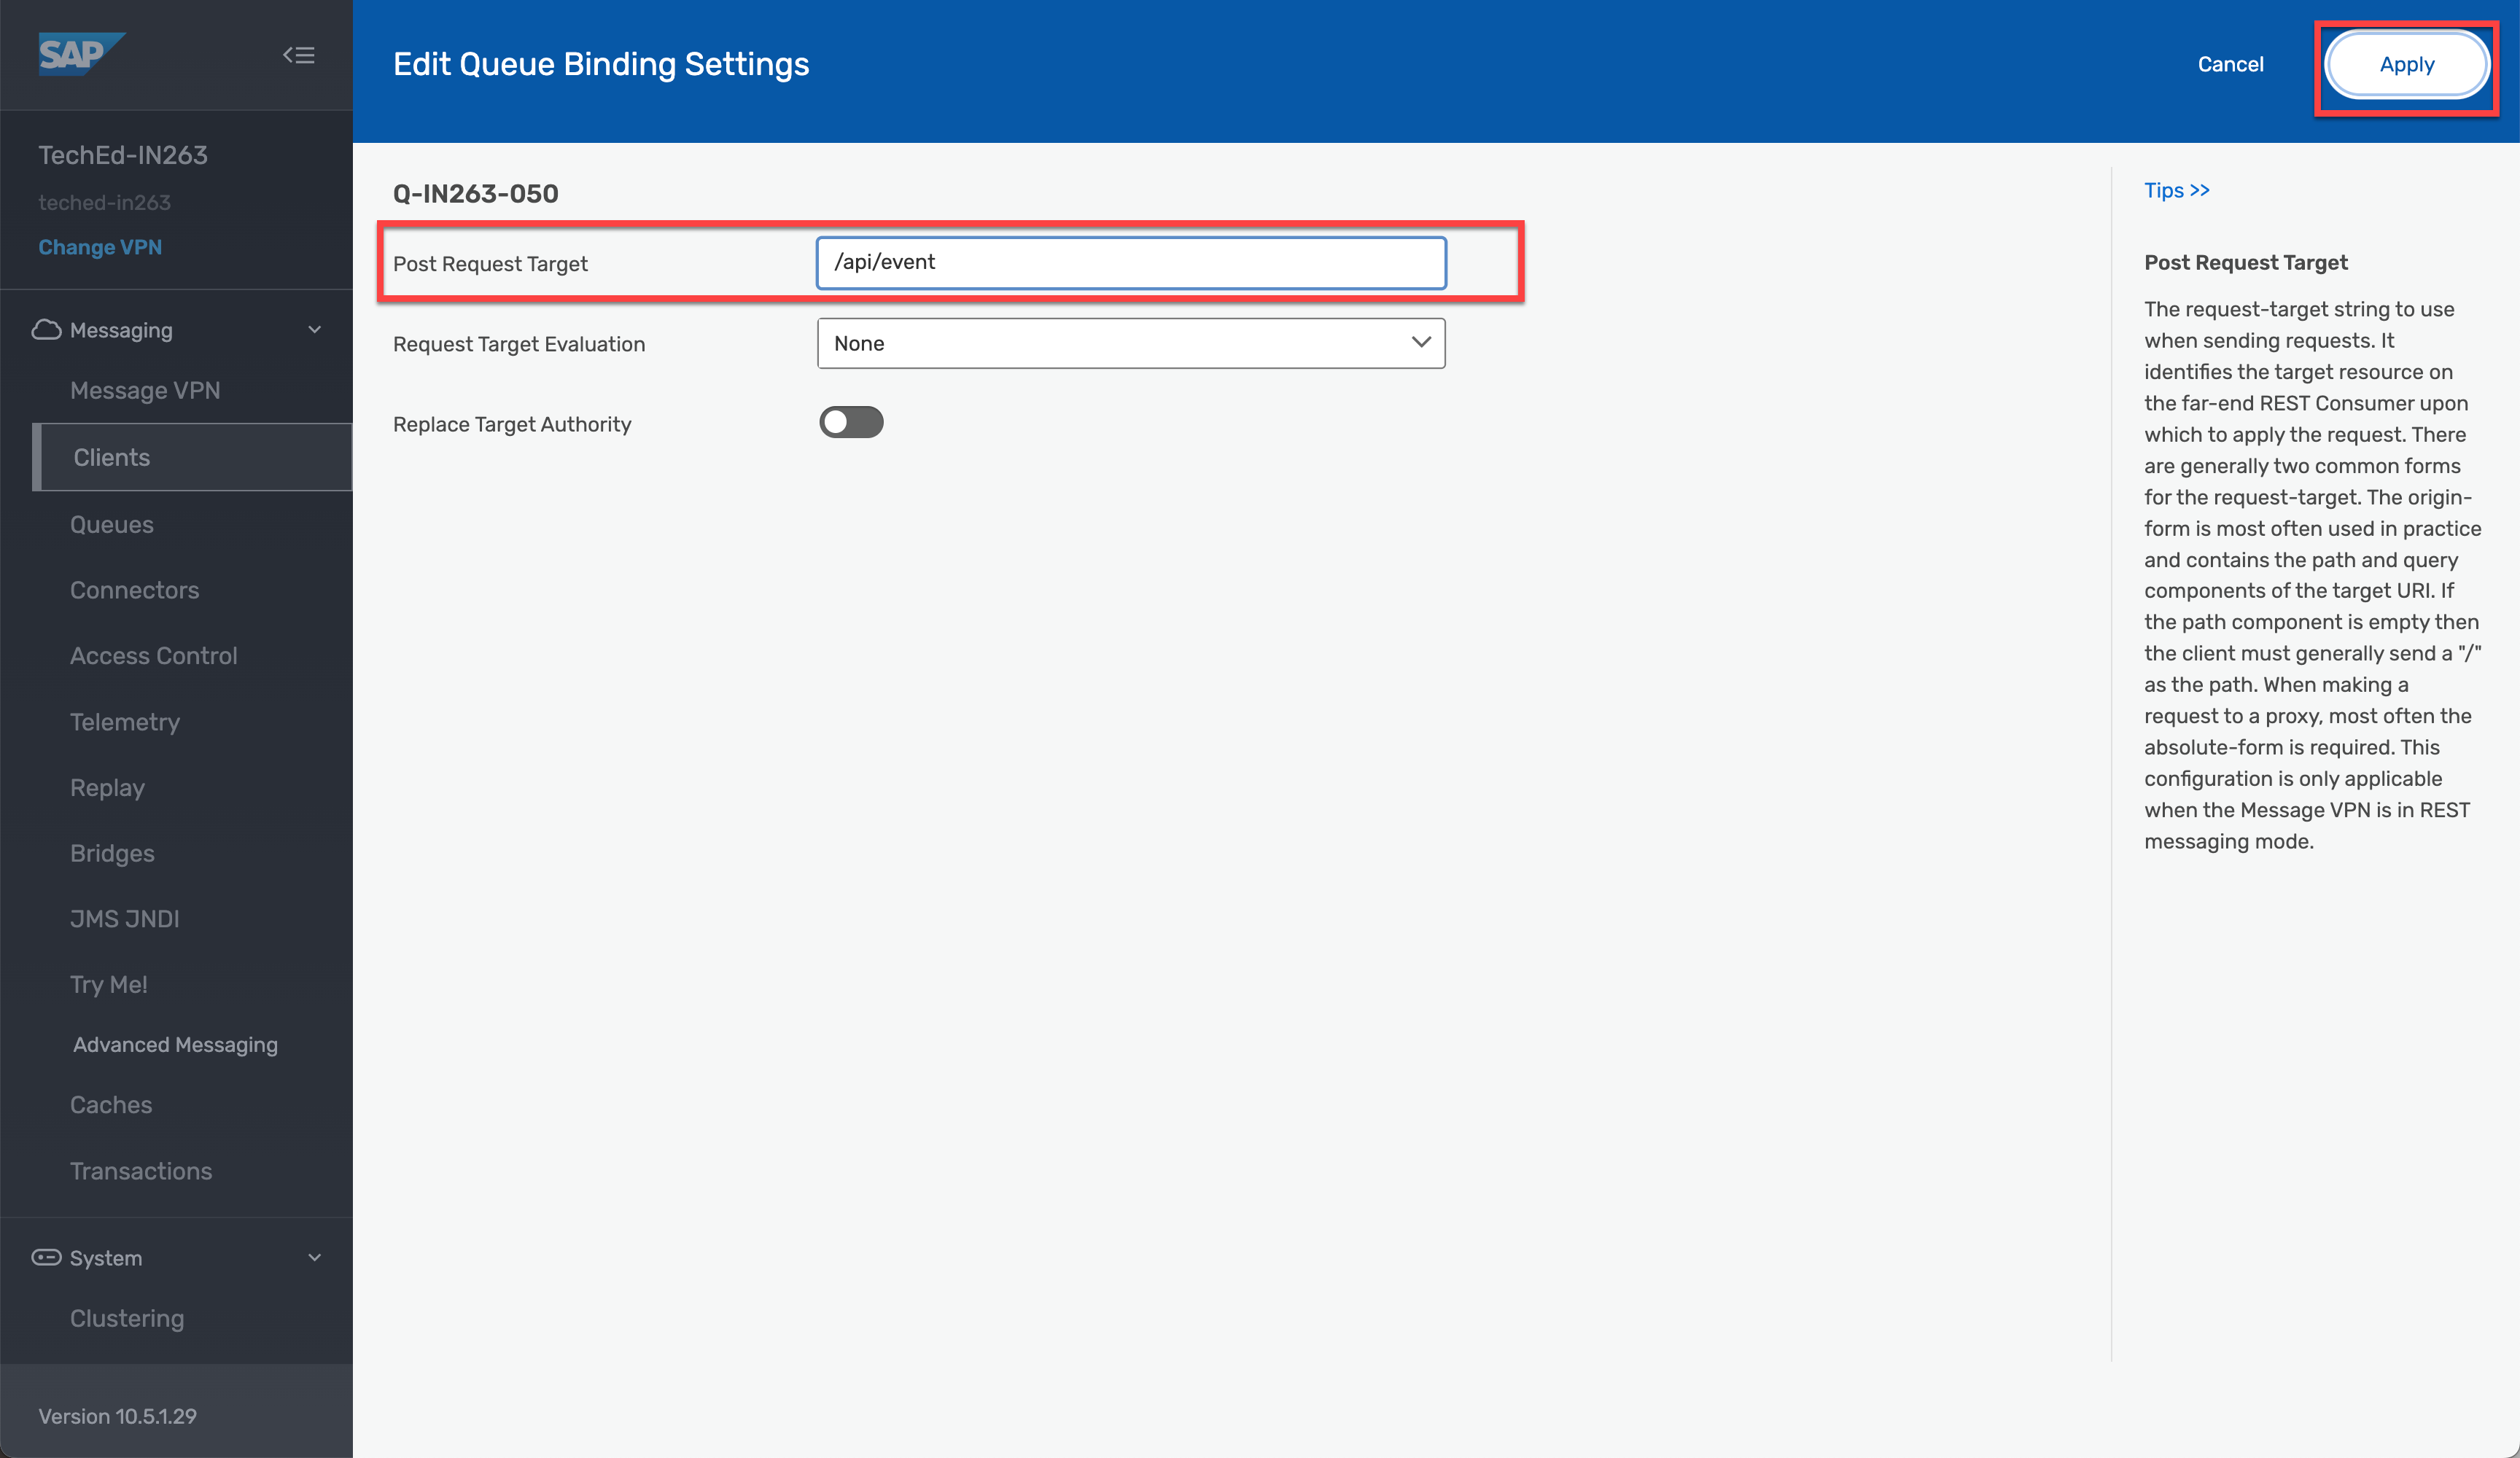 SAP
TechEd-IN263
teched-in263
Change VPN
Messaging
Message VPN
Clients
Queues
Connectors
Access Control
Telemetry
Replay
Bridges
JMS JNDI
Try Me!
Advanced Messaging
Caches
Transactions
System
Clustering
Version 10.5.1.29
Edit Queue Binding Settings
Cancel
Apply
Q-IN263-050
Post Request Target
/api/event
Request Target Evaluation
None
Replace Target Authority
Tips >>
Post Request Target
The request-target string to use
when sending requests. It
identifies the target resource on
the far-end REST Consumer upon
which to apply the request. There
are generally two common forms
for the request-target. The origin-
form is most often used in practice
and contains the path and query
components of the target URI. If
the path component is empty then
the client must generally send a "/"
as the path. When making a
request to a proxy, most often the
absolute-form is required. This
configuration is only applicable
when the Message VPN is in REST
messaging mode.